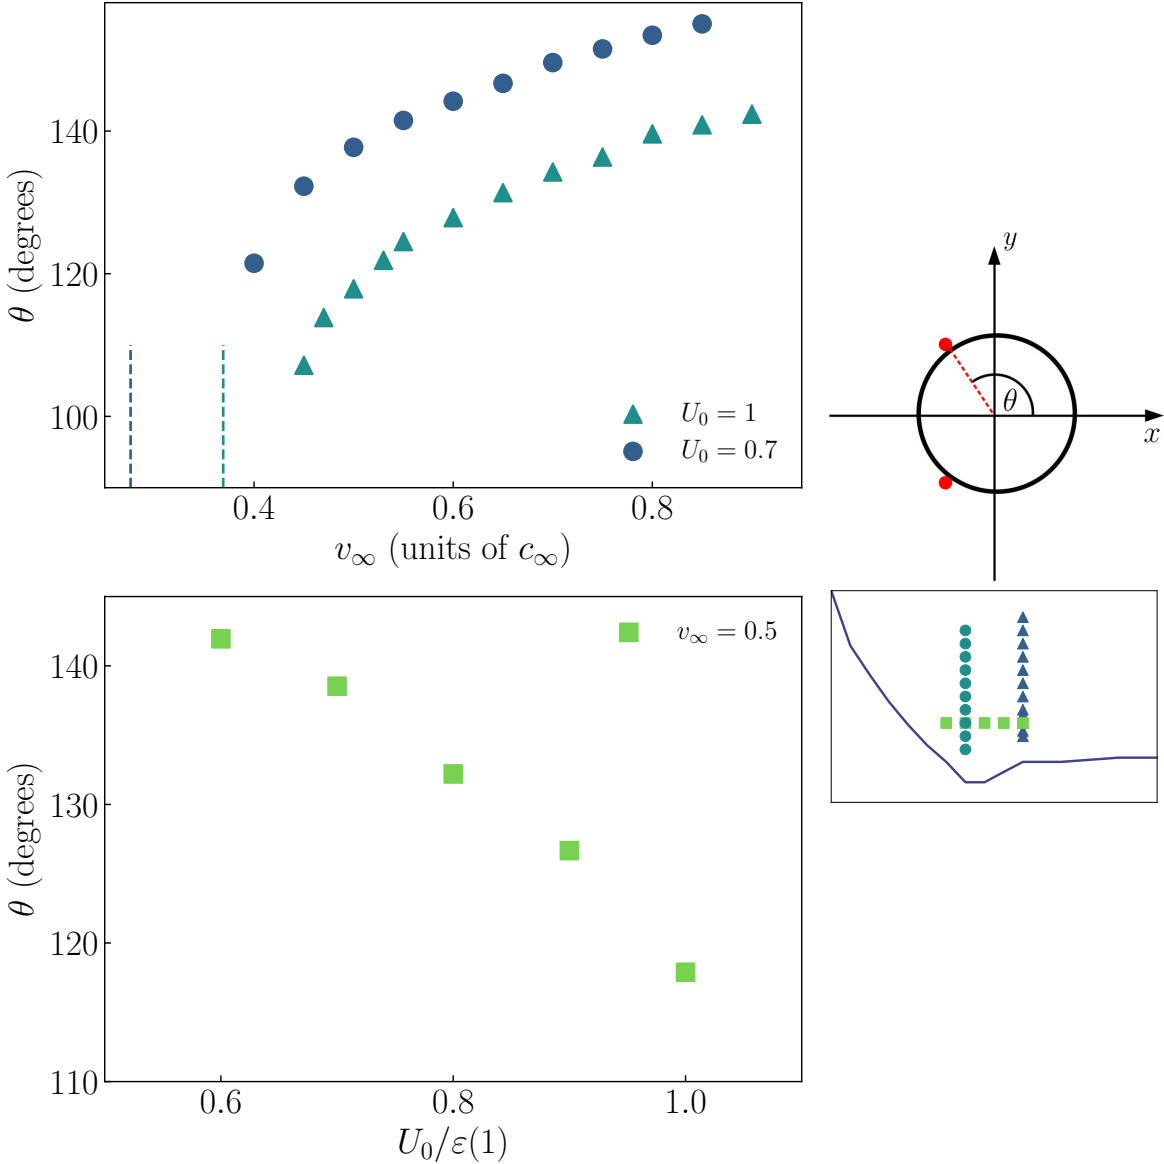 140
120
100
θ (degrees)
U₀ = 1
U₀ = 0.7
0.4 0.6 0.8
v∞ (units of c∞)
y
θ
x
140
130
120
110
θ (degrees)
v∞ = 0.5
0.6 0.8 1.0
U₀/ε(1)